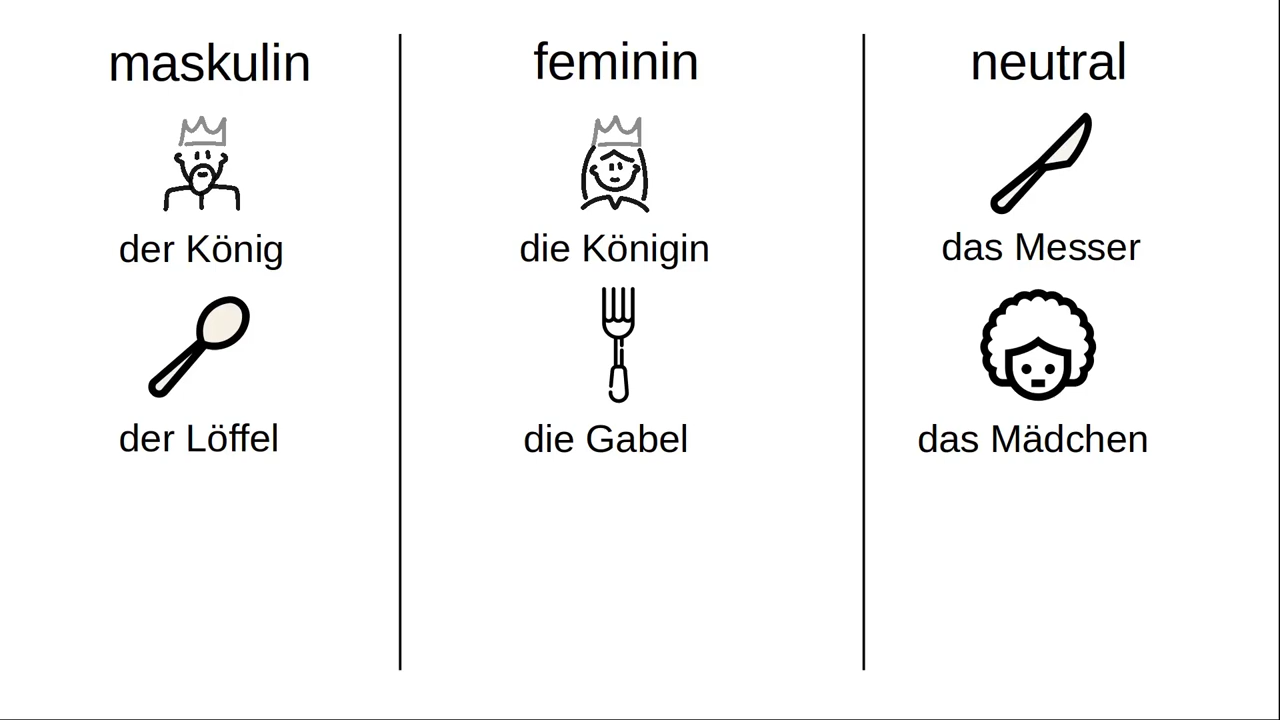 maskulin
feminin
neutral
der König
die Königin
das Messer
der Löffel
die Gabel
das Mädchen